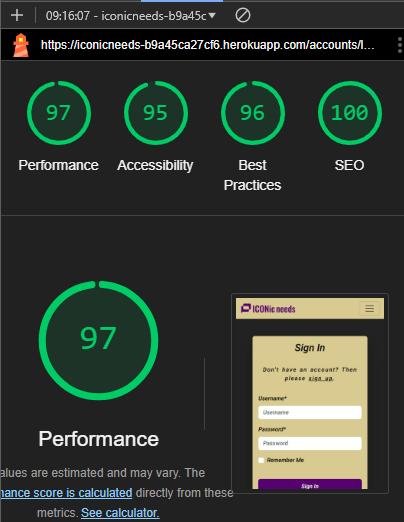 09:16:07 - iconicneeds-b9a45c
https://iconicneeds-b9a45ca27cf6.herokuapp.com/accounts/l...
97 95 96 100
Performance Accessibility Best Practices SEO
97
Performance
alues are estimated and may vary. The
nance score is calculated directly from these
metrics. See calculator.
ICONic needs
Sign In
Don't have an account? Then
please sign up.
Username*
Username
Password*
Password
Remember Me
Sign In